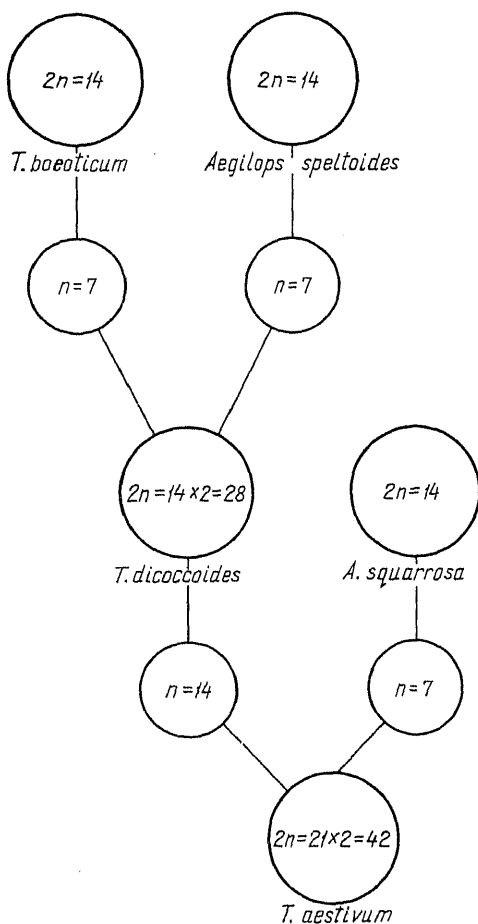 2n=14 2n=14
T. boeoticum Aegilops speltoides
n=7 n=7
2n=14×2=28 2n=14
T. dicoccoides A. squarrosa
n=14 n=7
2n=21×2=42
T. aestivum